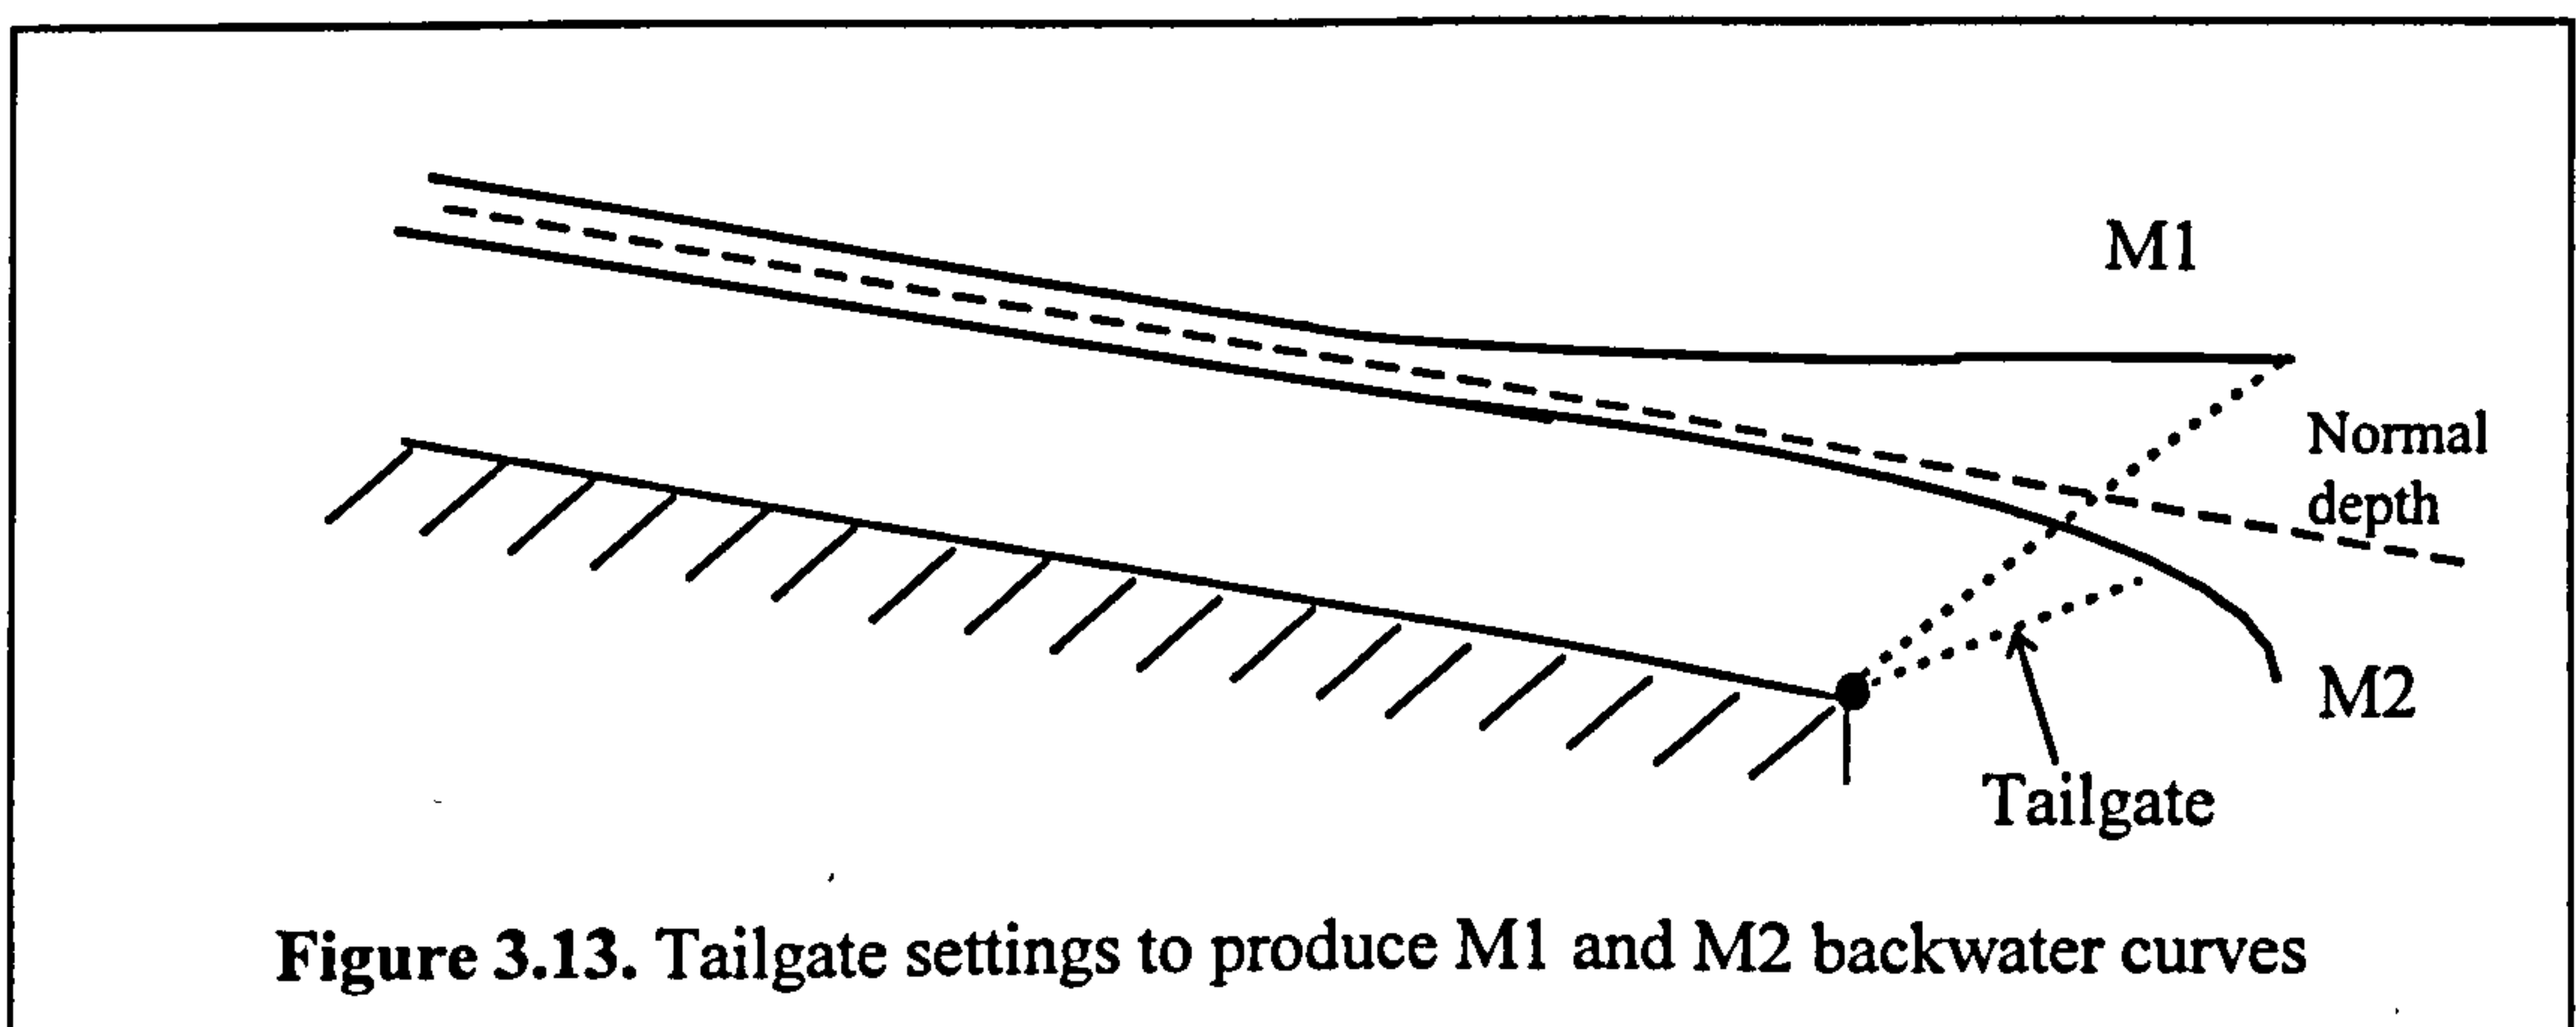 M1
Normal
depth
M2
Tailgate
Figure 3.13. Tailgate settings to produce M1 and M2 backwater curves